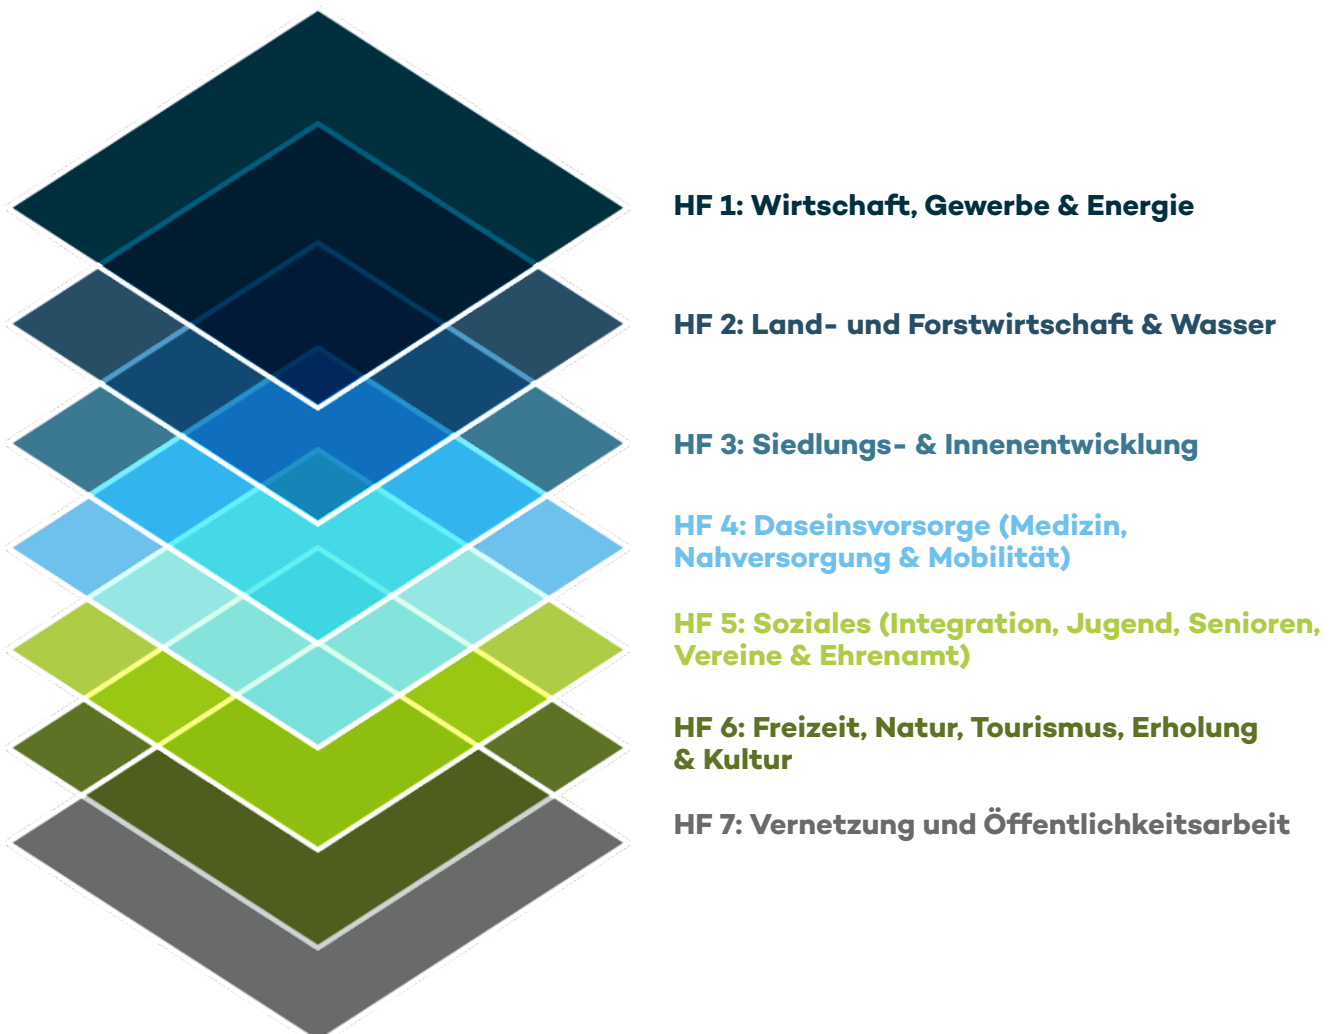 HF 1: Wirtschaft, Gewerbe & Energie
HF 2: Land- und Forstwirtschaft & Wasser
HF 3: Siedlungs- & Innenentwicklung
HF 4: Daseinsvorsorge (Medizin,
Nahversorgung & Mobilität)
HF 5: Soziales (Integration, Jugend, Senioren,
Vereine & Ehrenamt)
HF 6: Freizeit, Natur, Tourismus, Erholung
& Kultur
HF 7: Vernetzung und Öffentlichkeitsarbeit